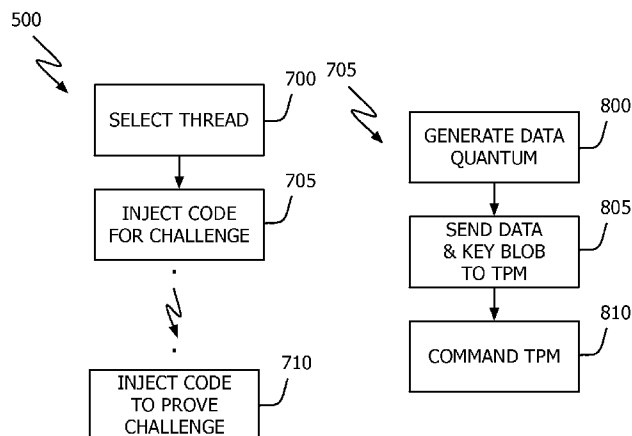 500
700
SELECT THREAD
705
INJECT CODE
FOR CHALLENGE
710
INJECT CODE
TO PROVE
CHALLENGE
705
800
GENERATE DATA
QUANTUM
805
SEND DATA
& KEY BLOB
TO TPM
810
COMMAND TPM